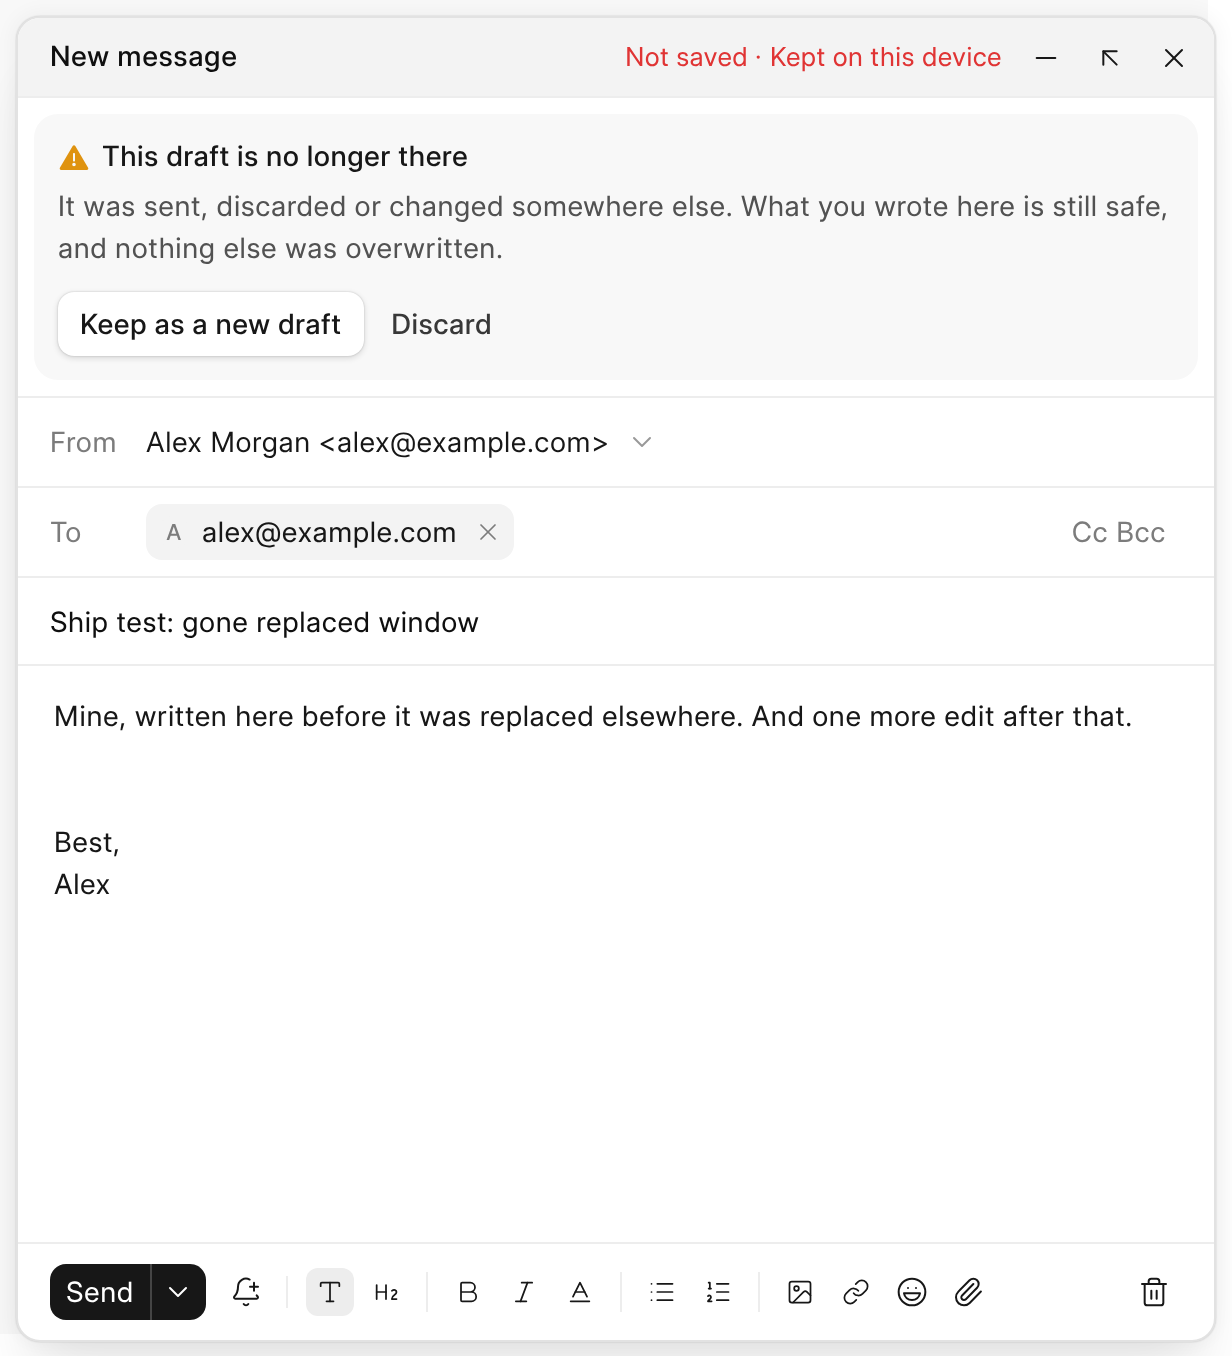 New message
Not saved · Kept on this device
This draft is no longer there
It was sent, discarded or changed somewhere else. What you wrote here is still safe,
and nothing else was overwritten.
Keep as a new draft
Discard
From Alex Morgan <alex@example.com>
To A alex@example.com
Cc Bcc
Ship test: gone replaced window
Mine, written here before it was replaced elsewhere. And one more edit after that.
Best,
Alex
Send
T H2 B I A